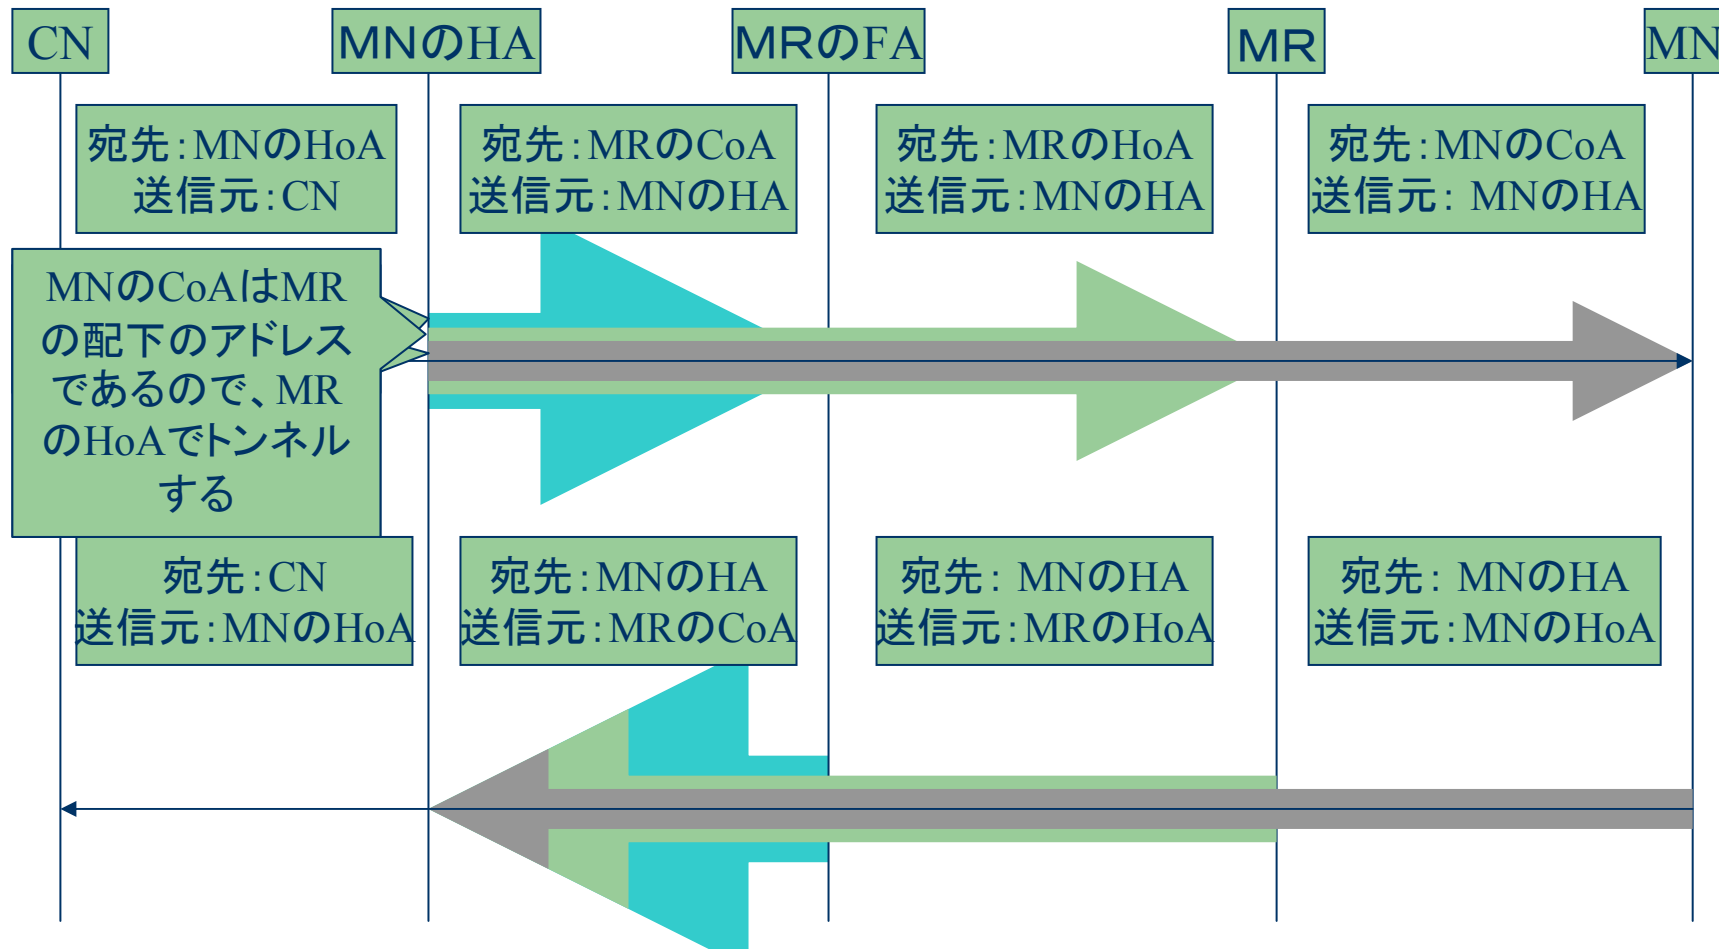 CN
MNのHA
MRのFA
MR
MN
宛先:MNのHoA
送信元:CN
宛先:MRのCoA
送信元:MNのHA
宛先:MRのHoA
送信元:MNのHA
宛先:MNのCoA
送信元: MNのHA
MNのCoAはMR
の配下のアドレス
であるので、MR
のHoAでトンネル
する
宛先:CN
送信元:MNのHoA
宛先:MNのHA
送信元:MRのCoA
宛先: MNのHA
送信元:MRのHoA
宛先: MNのHA
送信元:MNのHoA